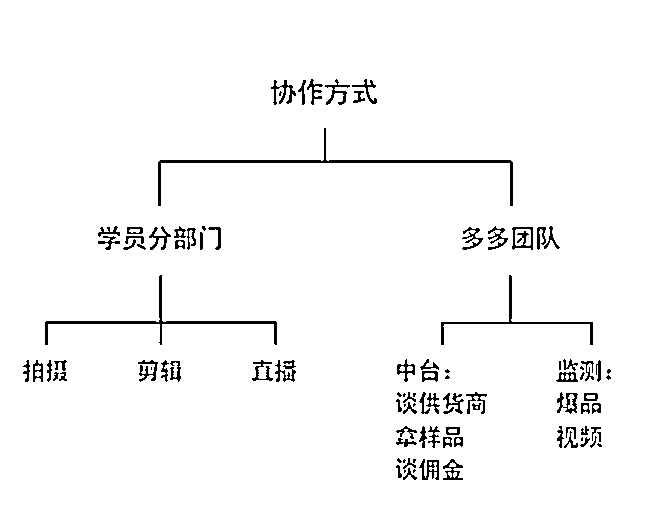 协作方式
学员分部门
多多团队
拍摄
剪辑
直播
中台：
谈供货商
拿样品
谈佣金
监测：
爆品
视频